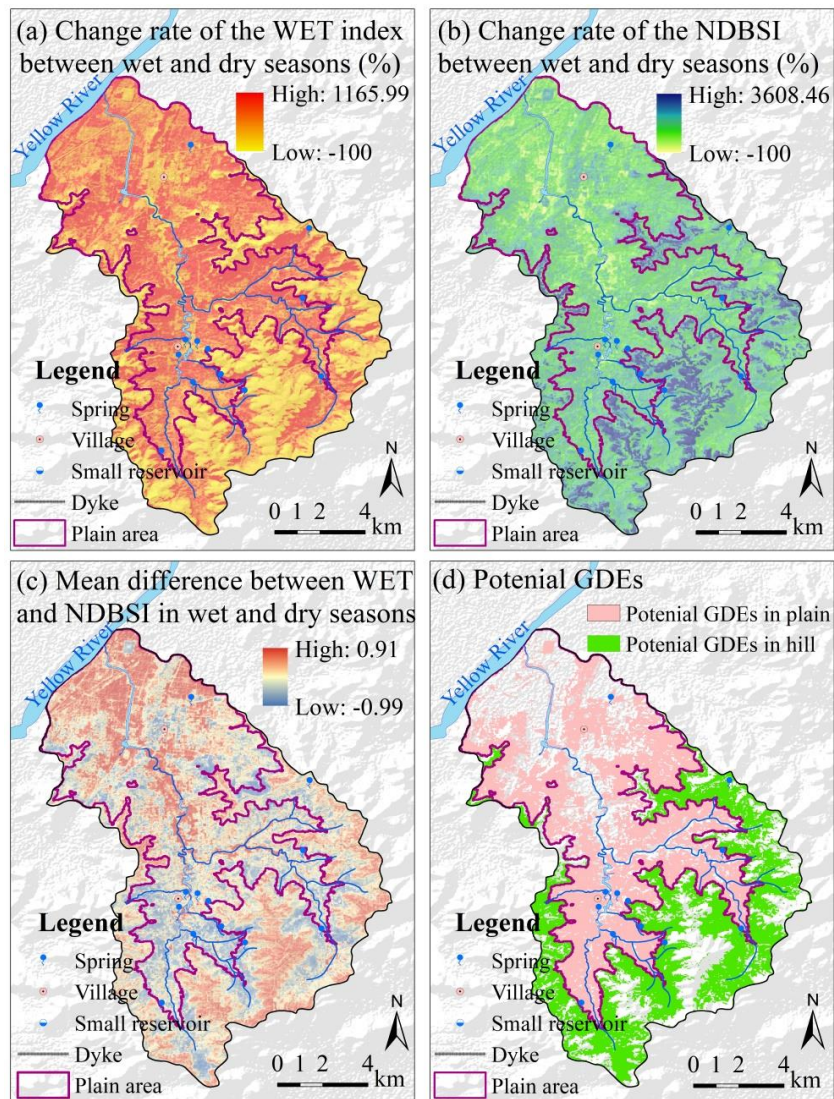 (a) Change rate of the WET index
between wet and dry seasons (%)
High: 1165.99
Low: -100
Yellow River
Legend
Spring
Village
Small reservoir
Dyke
Plain area
N
0 1 2 4
km
(b) Change rate of the NDBSI
between wet and dry seasons (%)
High: 3608.46
Low: -100
Yellow River
Legend
Spring
Village
Small reservoir
Dyke
Plain area
N
0 1 2 4
km
(c) Mean difference between WET
and NDBSI in wet and dry seasons
High: 0.91
Low: -0.99
Yellow River
Legend
Spring
Village
Small reservoir
Dyke
Plain area
N
0 1 2 4
km
(d) Potenial GDEs
Potenial GDEs in plain
Potenial GDEs in hill
Yellow River
Legend
Spring
Village
Small reservoir
Dyke
Plain area
N
0 1 2 4
km